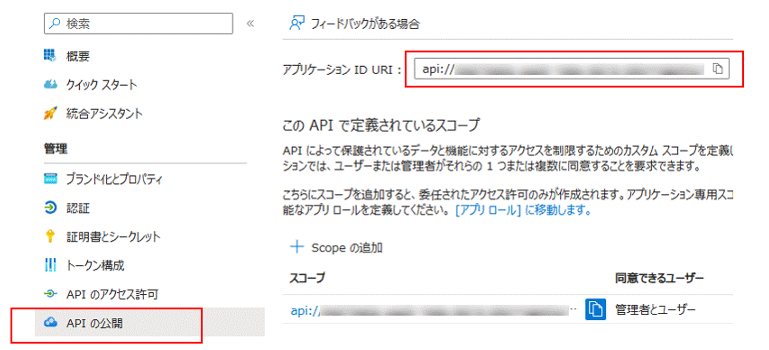 検索
«
フィードバックがある場合
概要
クイック スタート
統合アシスタント
管理
ブランド化とプロパティ
認証
証明書とシークレット
トークン構成
API のアクセス許可
API の公開
アプリケーション ID URI :
api://
この API で定義されているスコープ
API によって保護されているデータと機能に対するアクセスを制限するためのカスタム スコープを定義し
ションでは、ユーザーまたは管理者がそれらの 1 つまたは複数に同意することを要求できます。
こちらにスコープを追加すると、委任されたアクセス許可のみが作成されます。アプリケーション専用スコ
能なアプリ ロールを定義してください。 [アプリ ロール] に移動します。
Scope の追加
スコープ 同意できるユーザー
api:// 管理者とユーザー